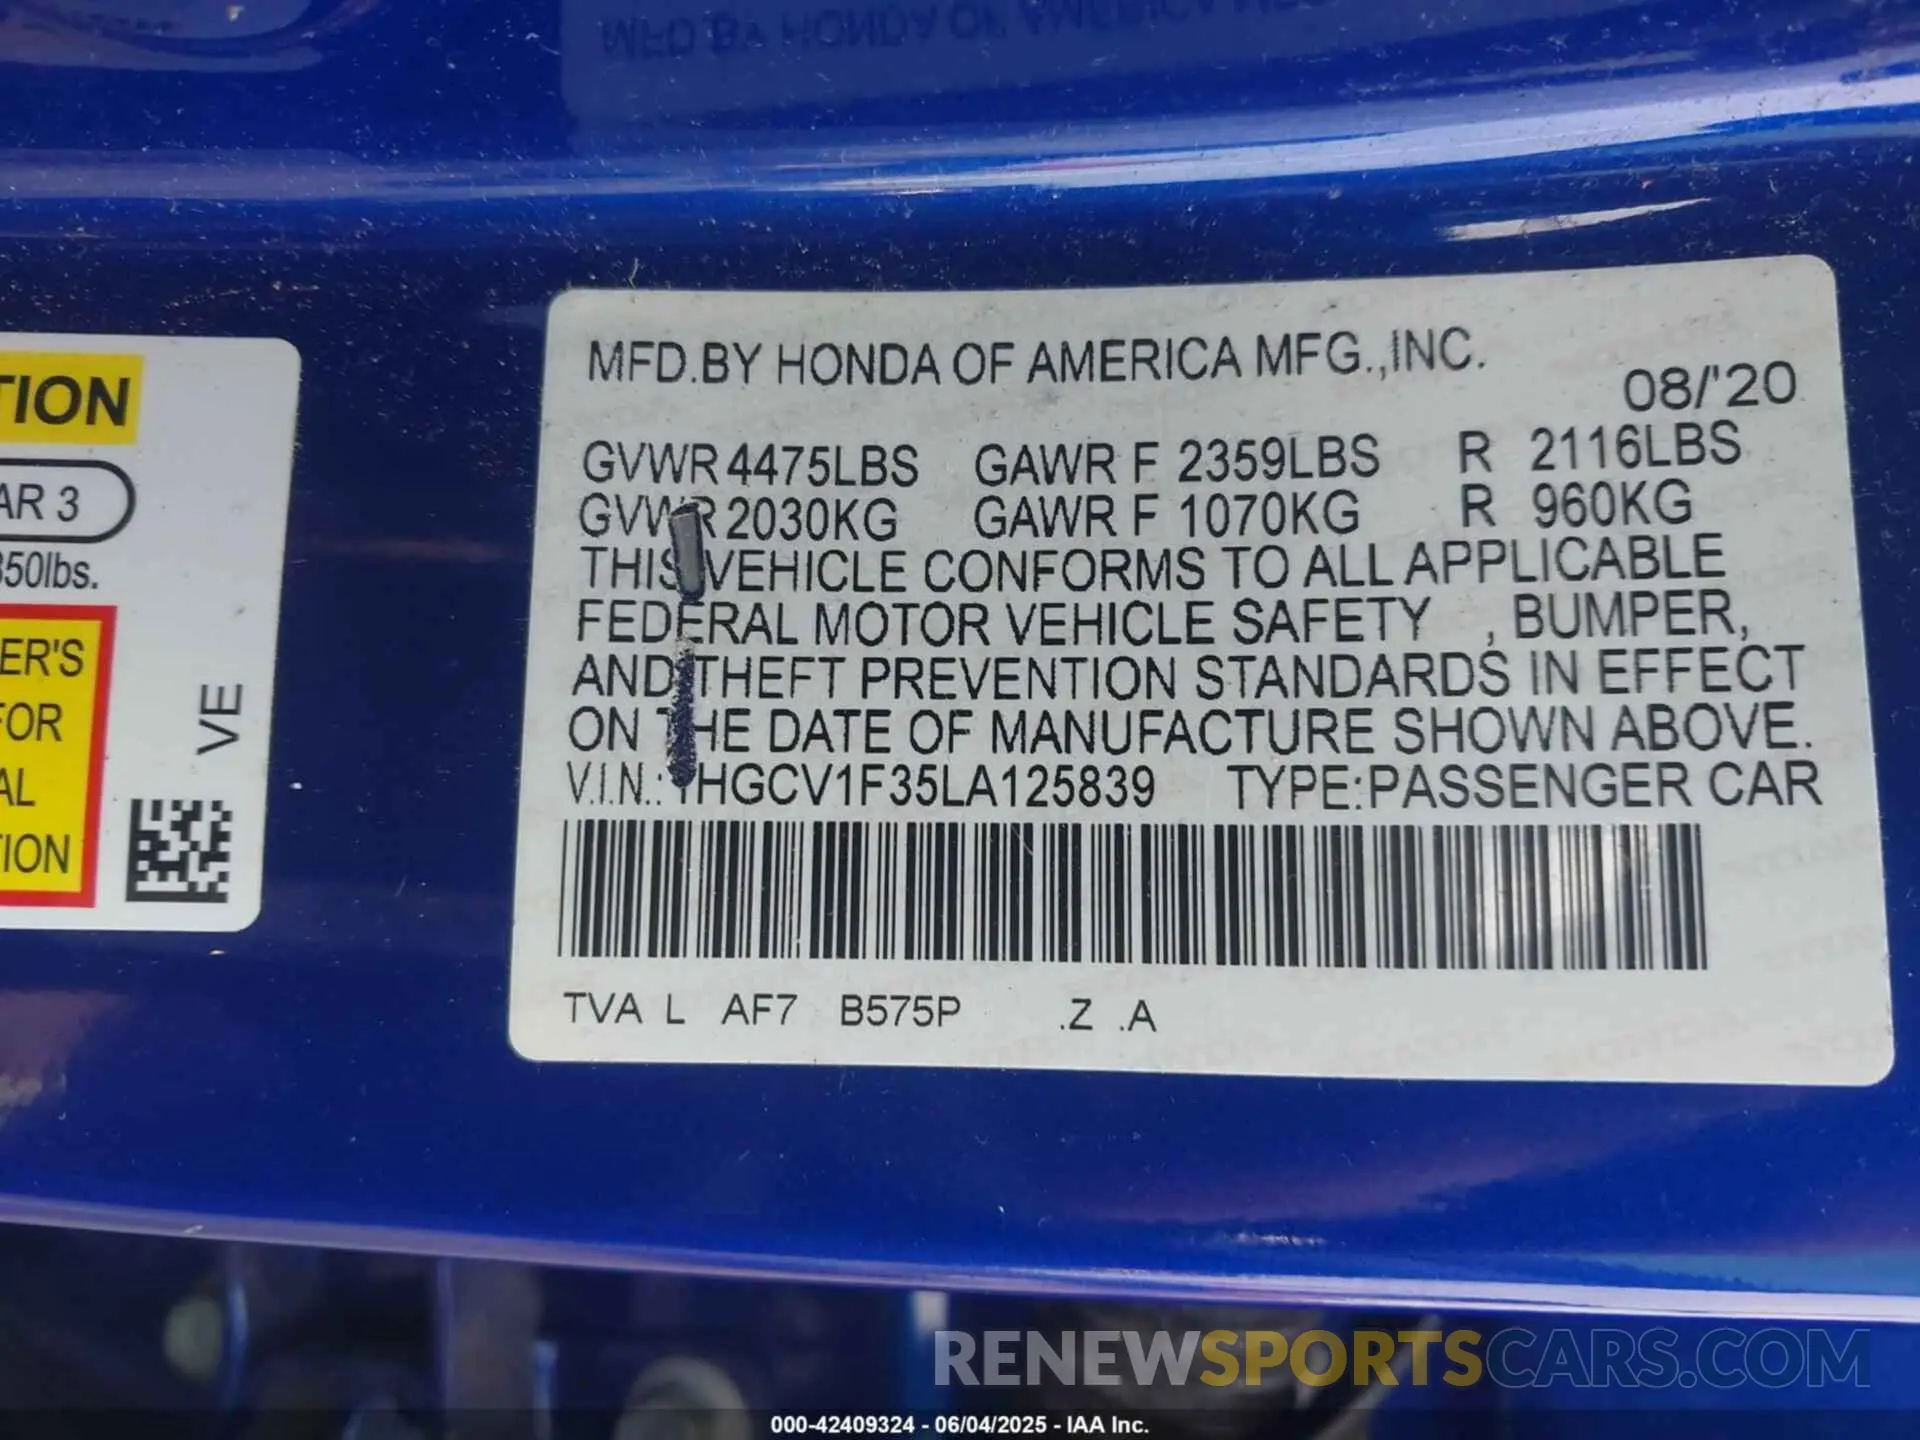 MFD.BY HONDA OF AMERICA MFG.,INC.
08/'20
GVWR 4475LBS GAWR F 2359LBS R 2116LBS
GVWR 2030KG GAWR F 1070KG R 960KG
THIS VEHICLE CONFORMS TO ALL APPLICABLE
FEDERAL MOTOR VEHICLE SAFETY , BUMPER,
AND THEFT PREVENTION STANDARDS IN EFFECT
ON THE DATE OF MANUFACTURE SHOWN ABOVE.
V.I.N.: 1HGCV1F35LA125839 TYPE:PASSENGER CAR
TVA L AF7 B575P .Z .A
TION
AR 3
350lbs.
ER'S
FOR
AL
TION
VE
RENEWSPORTSCARS.COM
000-42409324 - 06/04/2025 - IAA Inc.